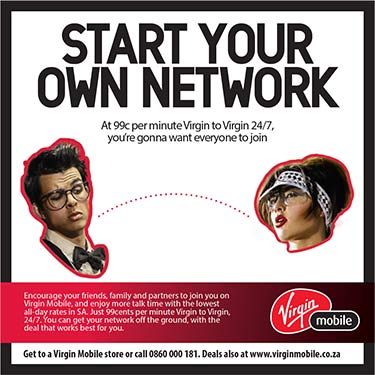 START YOUR
OWN NETWORK
At 99c per minute Virgin to Virgin 24/7,
you're gonna want everyone to join
Encourage your friends, family and partners to join you on
Virgin Mobile, and enjoy more talk time with the lowest
all-day rates in SA. Just 99cents per minute Virgin to Virgin,
24/7. You can get your network off the ground, with the
deal that works best for you.
Virgin
mobile
Get to a Virgin Mobile store or call 0860 000 181. Deals also at www.virginmobile.co.za